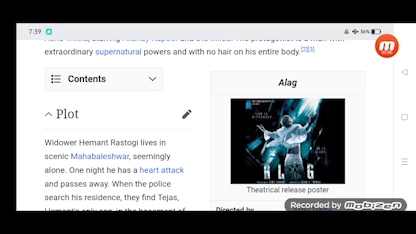 7:59
56%
extraordinary supernatural powers and with no hair on his entire body.[2][3]
Contents
Alag
Plot
Widower Hemant Rastogi lives in
scenic Mahabaleshwar, seemingly
alone. One night he has a heart attack
and passes away. When the police
search his residence, they find Tejas,
Theatrical release poster
Directed by
Recorded by mobizen